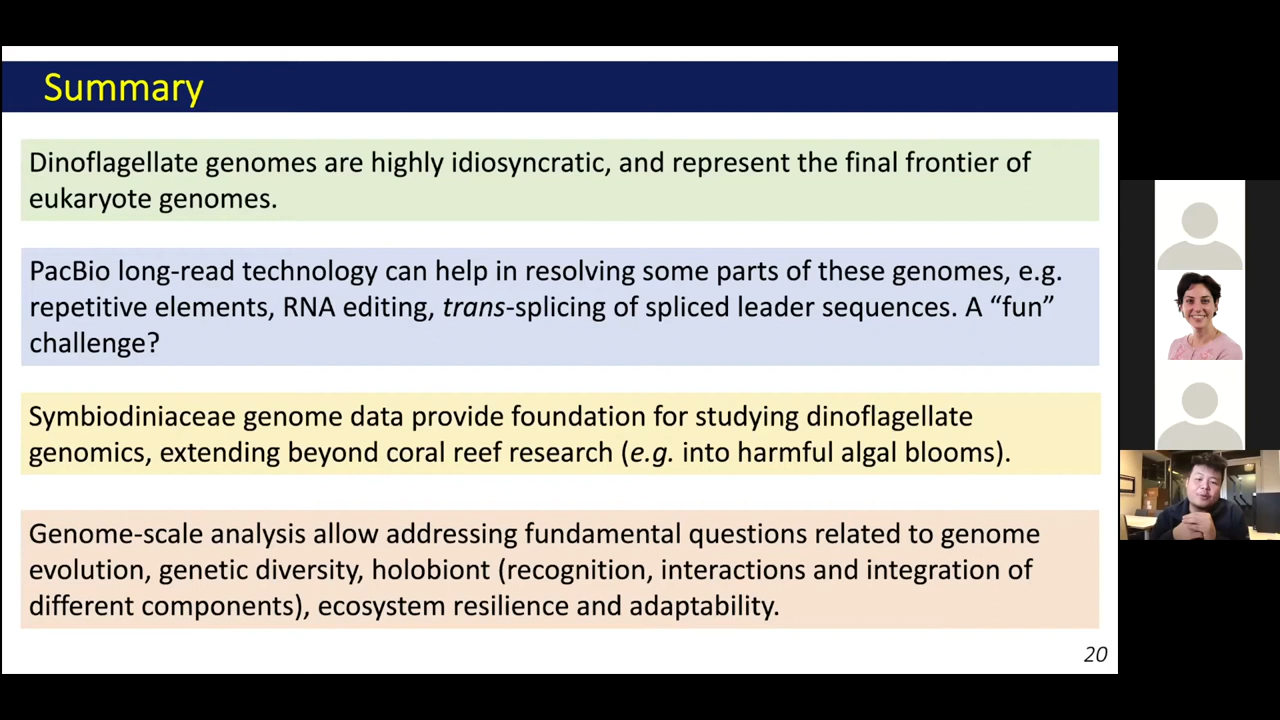 Summary
Dinoflagellate genomes are highly idiosyncratic, and represent the final frontier of
eukaryote genomes.
PacBio long-read technology can help in resolving some parts of these genomes, e.g.
repetitive elements, RNA editing, trans-splicing of spliced leader sequences. A “fun”
challenge?
Symbiodiniaceae genome data provide foundation for studying dinoflagellate
genomics, extending beyond coral reef research (e.g. into harmful algal blooms).
Genome-scale analysis allow addressing fundamental questions related to genome
evolution, genetic diversity, holobiont (recognition, interactions and integration of
different components), ecosystem resilience and adaptability.
20